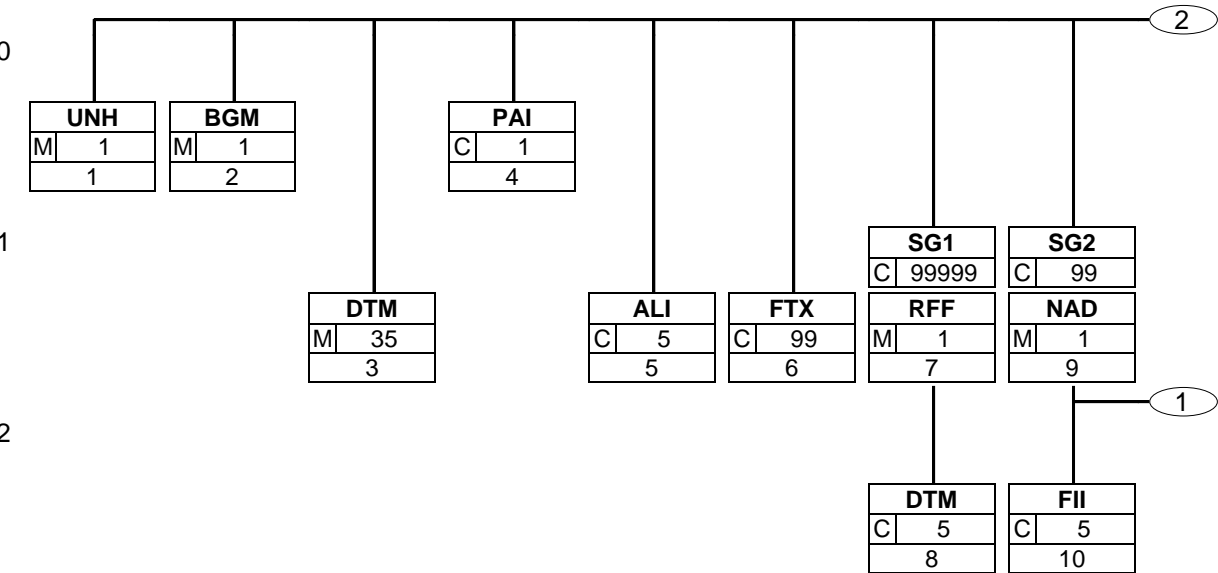 2
0
UNH BGM PAI
M 1 M 1 C 1
1 2 4
1
SG1 SG2
C 99999 C 99
DTM ALI FTX RFF NAD
M 35 C 5 C 99 M 1 M 1
3 5 6 7 9
1
2
DTM FII
C 5 C 5
8 10